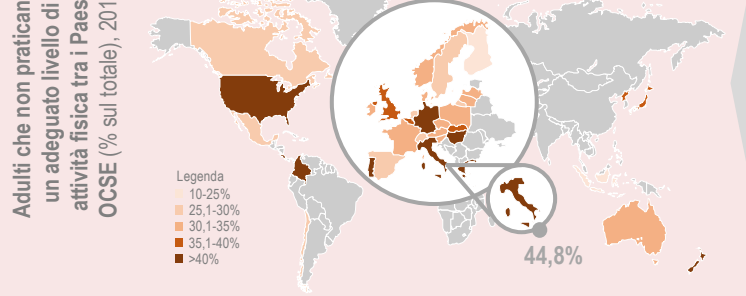 Adulti che non pratican
un adeguato livello di
attività fisica tra i Paes
OCSE (% sul totale), 201
Legenda
10-25%
25,1-30%
30,1-35%
35,1-40%
>40%
44,8%